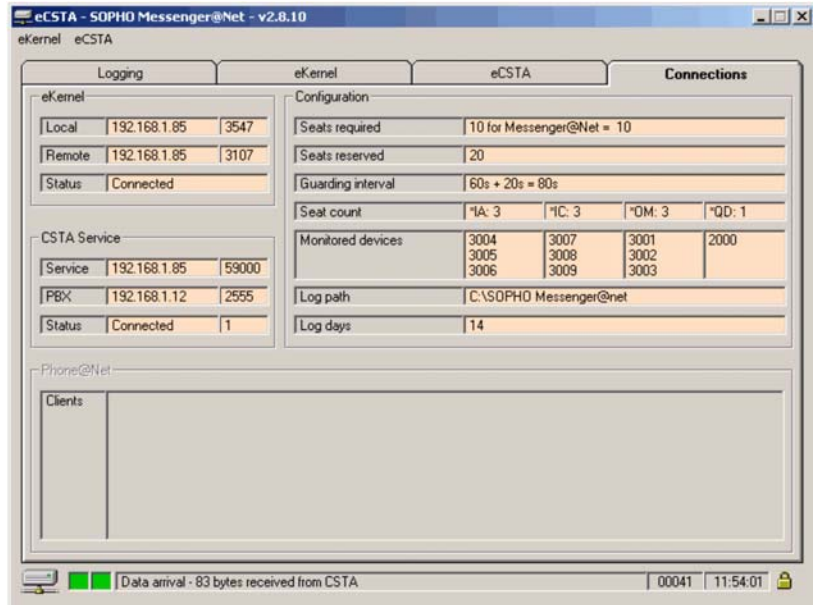 eCSTA - SOPHO Messenger@Net - v2.8.10
eKernel eCSTA
Logging eKernel eCSTA Connections
eKernel
Local 192.168.1.85 3547
Remote 192.168.1.85 3107
Status Connected
CSTA Service
Service 192.168.1.85 59000
PBX 192.168.1.12 2555
Status Connected 1
Configuration
Seats required 10 for Messenger@Net = 10
Seats reserved 20
Guarding interval 60s + 20s = 80s
Seat count *IA: 3 *IC: 3 *OM: 3 *QD: 1
Monitored devices 3004 3007 3001 2000
3005 3008 3002
3006 3009 3003
Log path C:\SOPHO Messenger@net
Log days 14
Phone@Net
Clients
Data arrival - 83 bytes received from CSTA 00041 11:54:01